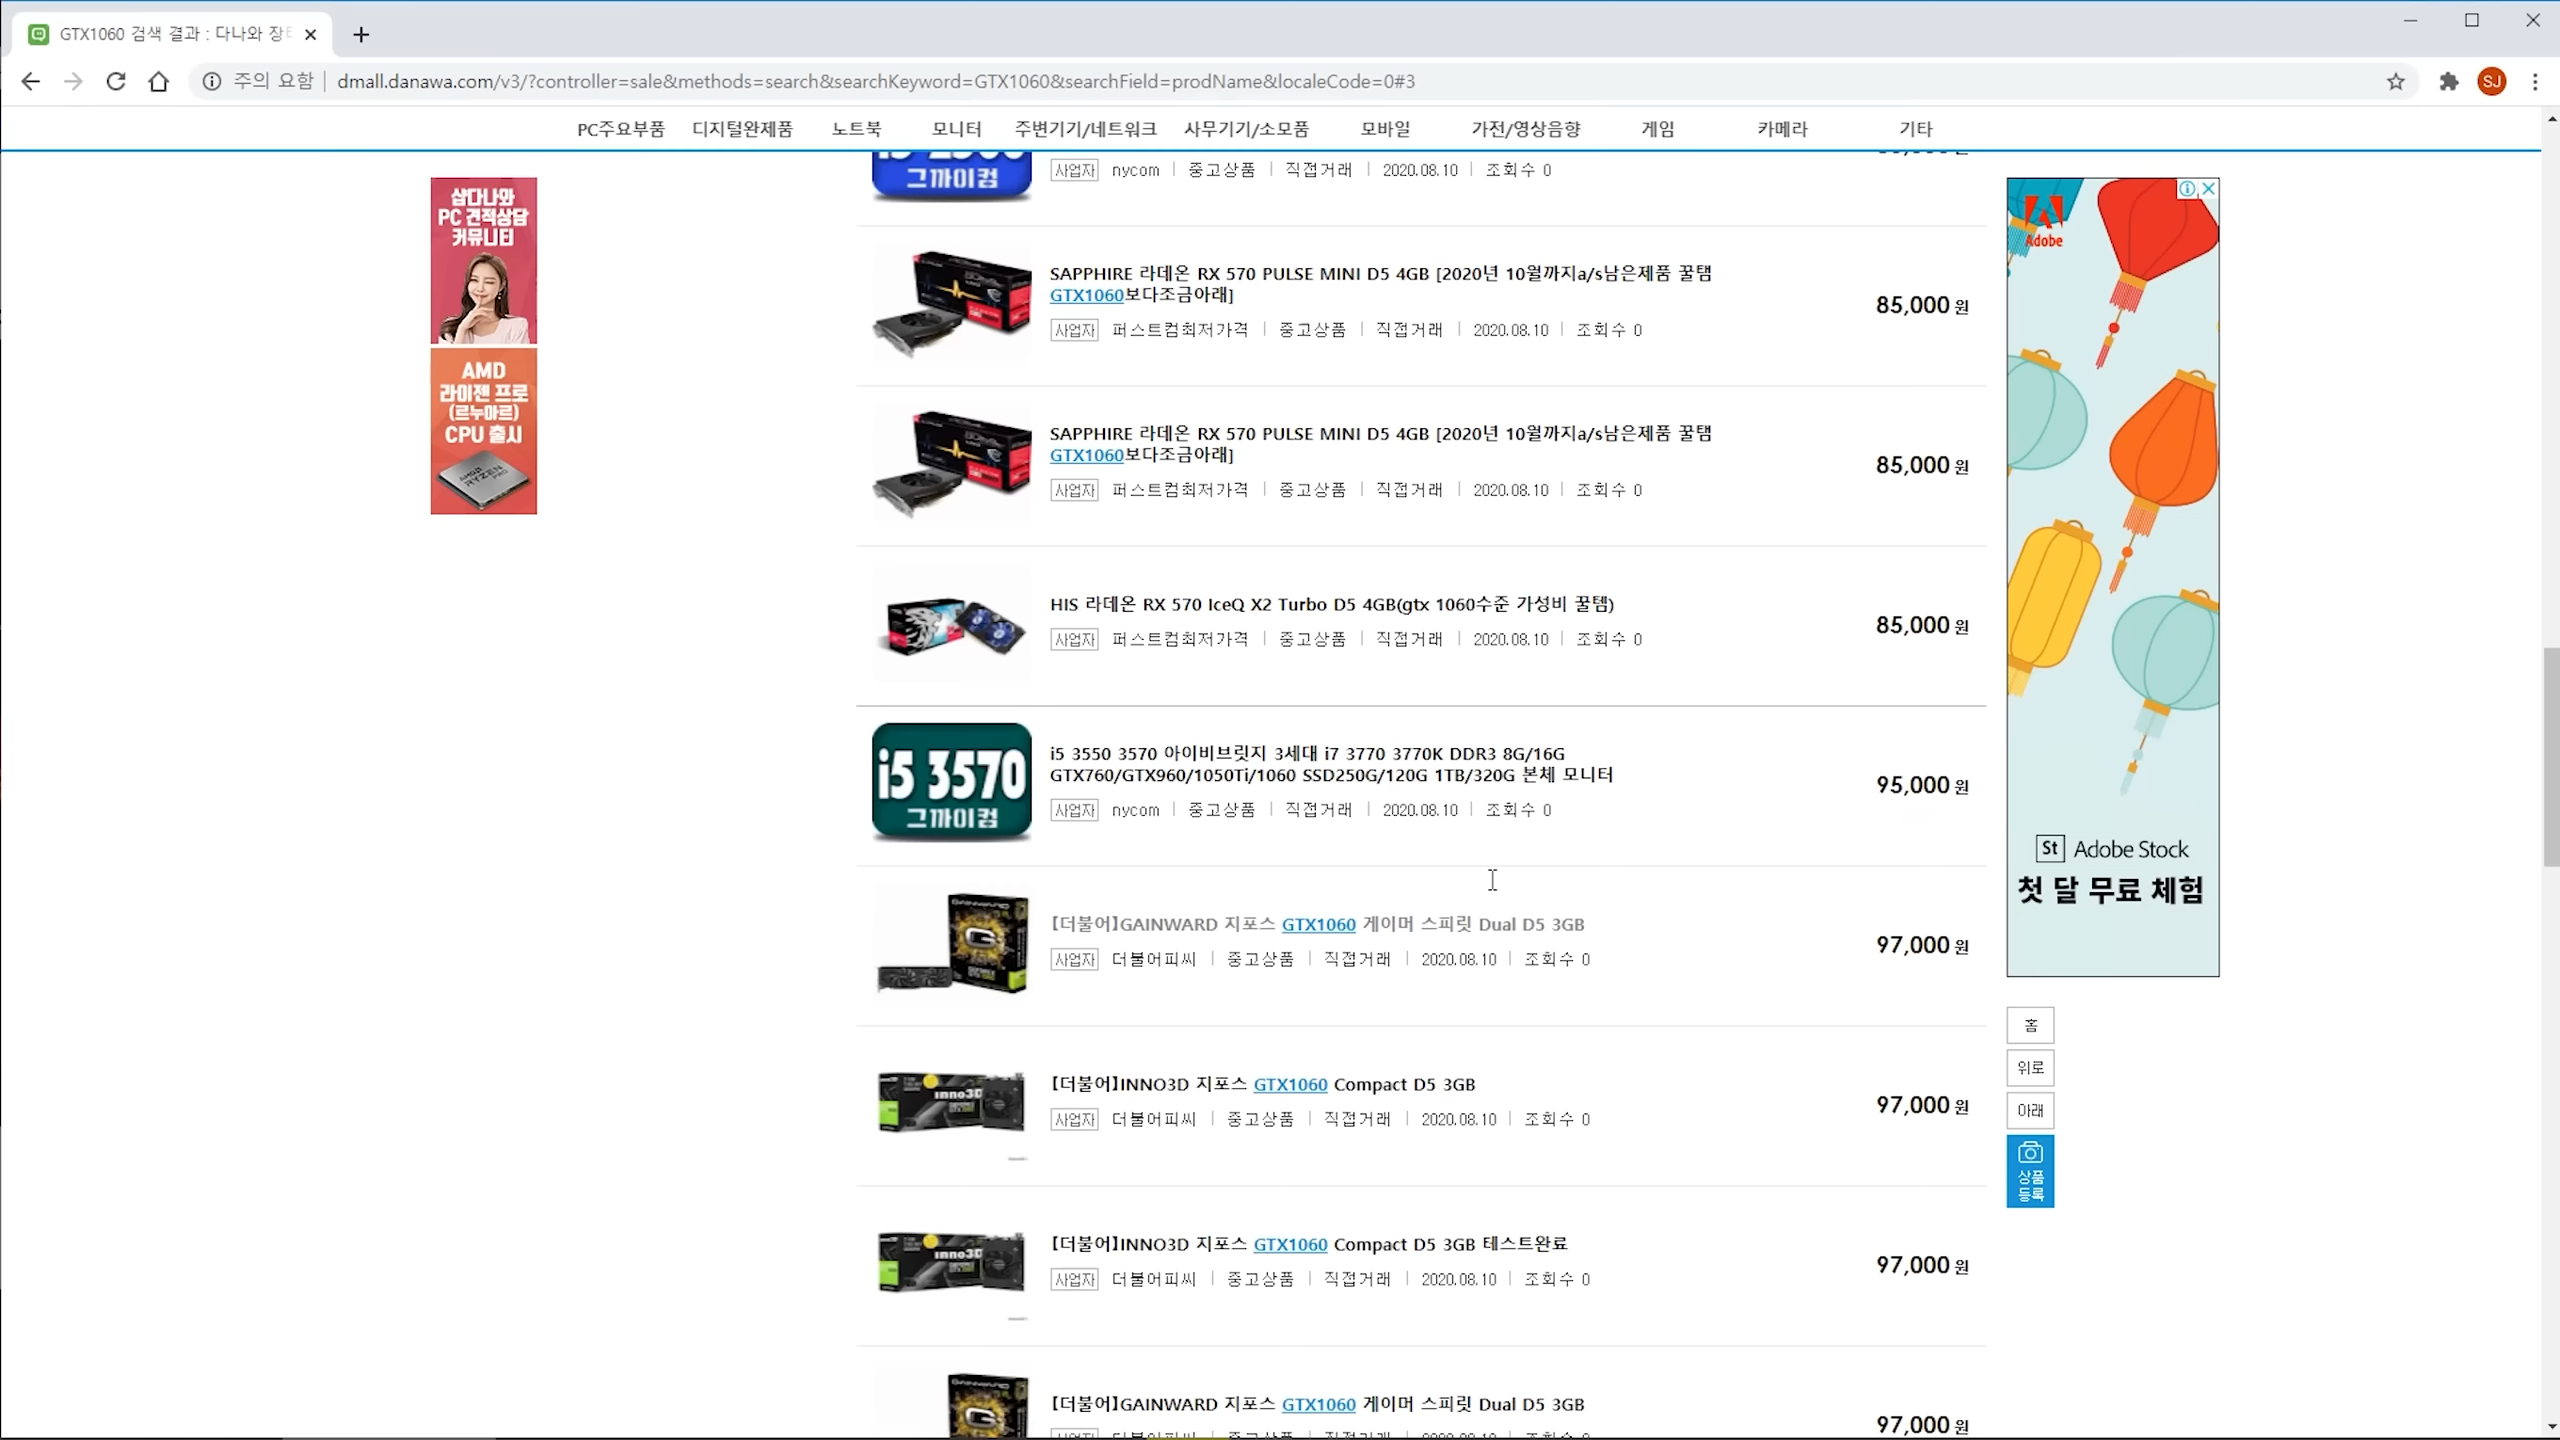 GTX1060 검색 결과 : 다나와 장터
주의 요함 | dmall.danawa.com/v3/?controller=sale&methods=search&searchKeyword=GTX1060&searchField=prodName&localeCode=0#3
SJ
PC주요부품 디지털완제품 노트북 모니터 주변기기/네트워크 사무기기/소모품 모바일 가전/영상음향 게임 카메라 기타
샵다나와
PC 견적상담
커뮤니티
AMD
라이젠 프로
(르누아르)
CPU 출시
AMD
RYZEN
PRO
그까이컴
사업자 nycom | 중고상품 | 직접거래 | 2020.08.10 | 조회수 0
SAPPHIRE 라데온 RX 570 PULSE MINI D5 4GB [2020년 10월까지a/s남은제품 꿀탬
GTX1060보다조금아래]
85,000 원
사업자 퍼스트컴최저가격 | 중고상품 | 직접거래 | 2020.08.10 | 조회수 0
SAPPHIRE 라데온 RX 570 PULSE MINI D5 4GB [2020년 10월까지a/s남은제품 꿀탬
GTX1060보다조금아래]
85,000 원
사업자 퍼스트컴최저가격 | 중고상품 | 직접거래 | 2020.08.10 | 조회수 0
HIS 라데온 RX 570 IceQ X2 Turbo D5 4GB(gtx 1060수준 가성비 꿀템)
85,000 원
사업자 퍼스트컴최저가격 | 중고상품 | 직접거래 | 2020.08.10 | 조회수 0
i5 3570
그까이컴
i5 3550 3570 아이비브릿지 3세대 i7 3770 3770K DDR3 8G/16G
GTX760/GTX960/1050Ti/1060 SSD250G/120G 1TB/320G 본체 모니터
95,000 원
사업자 nycom | 중고상품 | 직접거래 | 2020.08.10 | 조회수 0
【더불어】GAINWARD 지포스 GTX1060 게이머 스피릿 Dual D5 3GB
97,000 원
사업자 더불어피씨 | 중고상품 | 직접거래 | 2020.08.10 | 조회수 0
inno3D
【더불어】INNO3D 지포스 GTX1060 Compact D5 3GB
97,000 원
사업자 더불어피씨 | 중고상품 | 직접거래 | 2020.08.10 | 조회수 0
inno3D
【더불어】INNO3D 지포스 GTX1060 Compact D5 3GB 테스트완료
97,000 원
사업자 더불어피씨 | 중고상품 | 직접거래 | 2020.08.10 | 조회수 0
【더불어】GAINWARD 지포스 GTX1060 게이머 스피릿 Dual D5 3GB
97,000 원
Adobe
St Adobe Stock
첫 달 무료 체험
홈
위로
아래
상품
등록